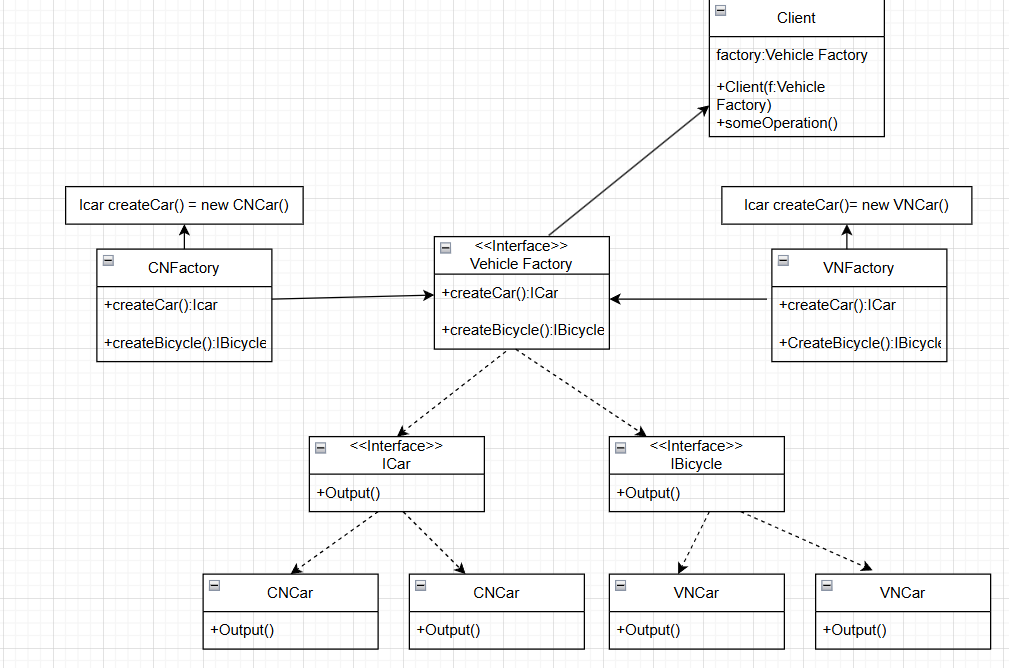 Client
factory:Vehicle Factory
+Client(f:Vehicle
Factory)
+someOperation()
Icar createCar() = new CNCar()
Icar createCar()= new VNCar()
CNFactory
+createCar():Icar
+createBicycle():IBicycle
<<Interface>>
Vehicle Factory
+createCar():ICar
+createBicycle():IBicycle
VNFactory
+createCar():ICar
+CreateBicycle():IBicycle
<<Interface>>
ICar
+Output()
<<Interface>>
IBicycle
+Output()
CNCar
+Output()
CNCar
+Output()
VNCar
+Output()
VNCar
+Output()